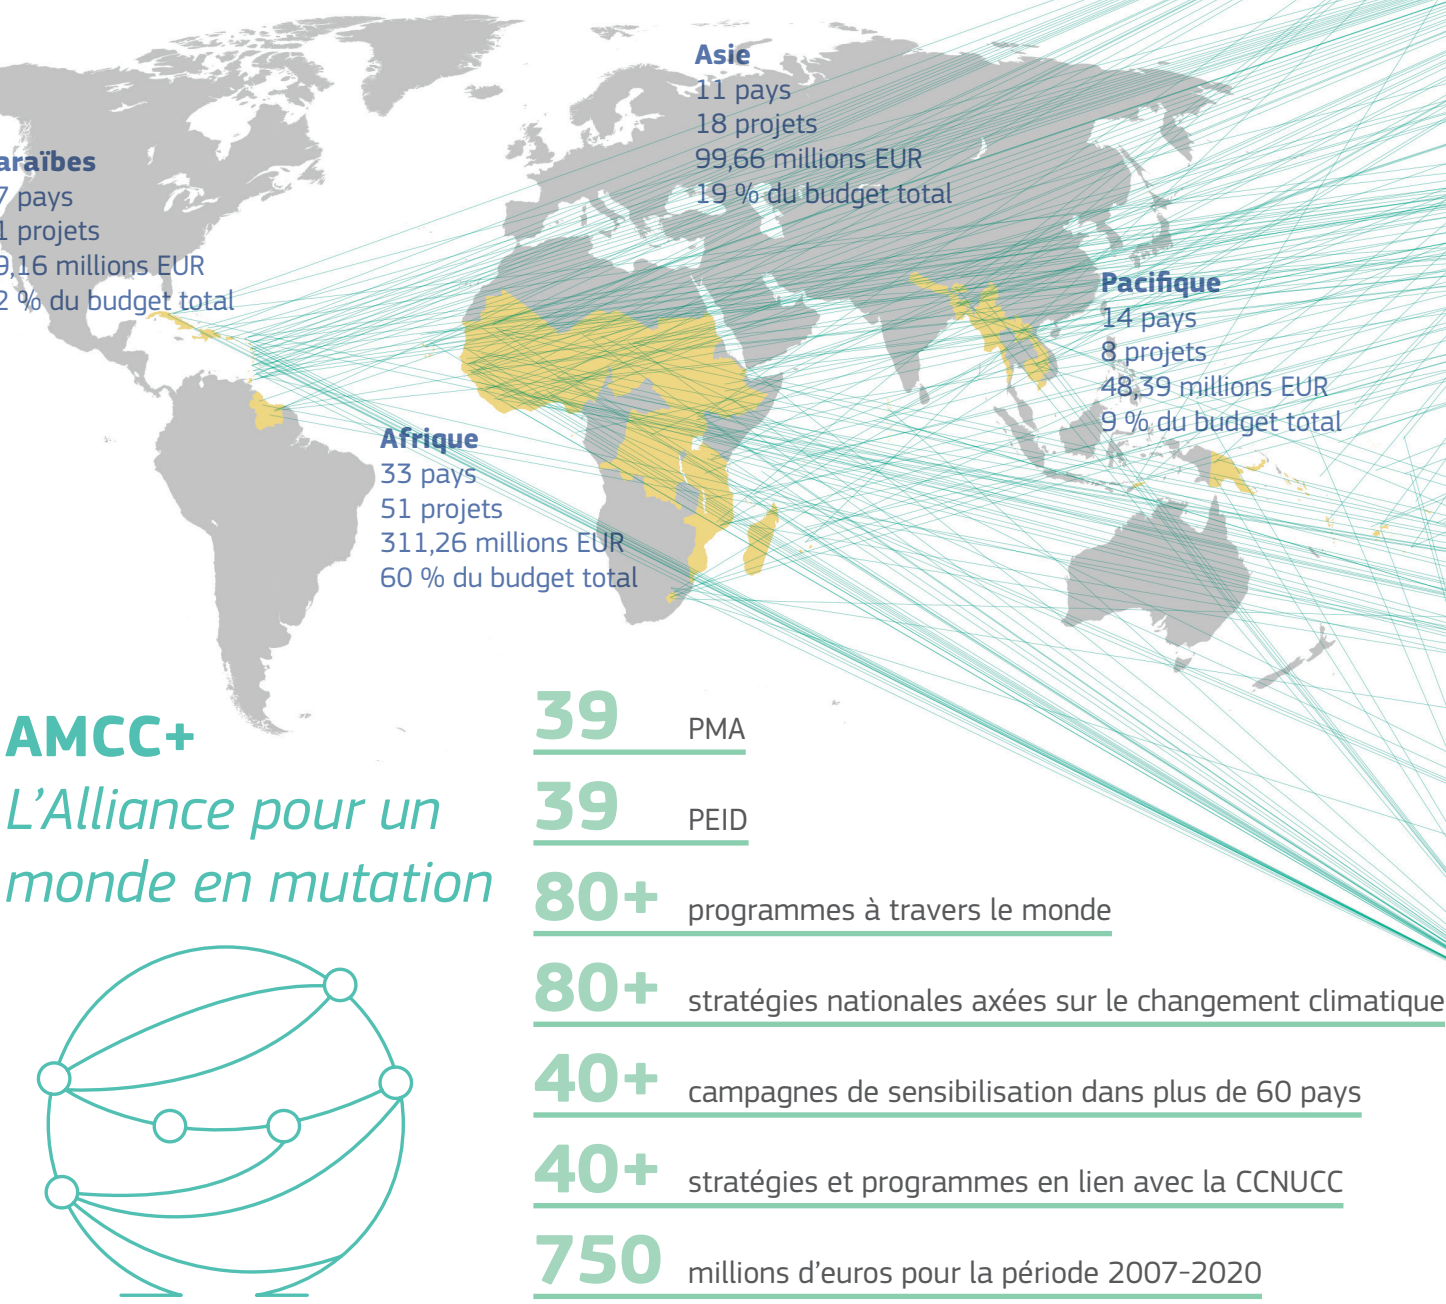 Asie
11 pays
18 projets
99,66 millions EUR
19 % du budget total
pays
projets
millions EUR
% du budget total
Pacifique
14 pays
8 projets
48,39 millions EUR
9 % du budget total
Afrique
33 pays
51 projets
311,26 millions EUR
60 % du budget total
AMCC+
L’Alliance pour un
monde en mutation
39 PMA
39 PEID
80+ programmes à travers le monde
80+ stratégies nationales axées sur le changement climatique
40+ campagnes de sensibilisation dans plus de 60 pays
40+ stratégies et programmes en lien avec la CCNUCC
750 millions d’euros pour la période 2007-2020